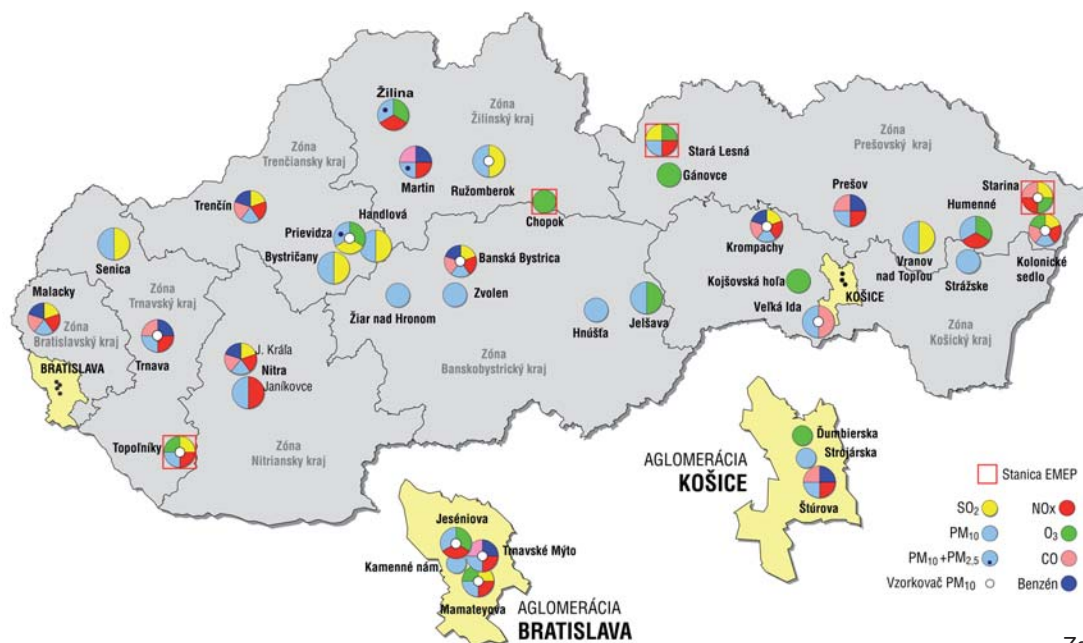 Žilina
Zóna
Žilinský kraj
Zóna
Prešovský kraj
Zóna
Trenčiansky kraj
Stará Lesná
Martin
Ružomberok
Gánovce
Prešov
Starina
Trenčín
Handlová
Chopok
Humenné
Prievidza
Krompachy
Senica
Bystričany
Banská Bystrica
Vranov
nad Topľou
Kolonické
sedlo
Kojšovská hoľa
Strážske
Malacky
Zóna
Trnavský kraj
Žiar nad Hronom
Zvolen
KOŠICE
Hnúšťa
Jelšava
Veľká Ida
Zóna
Bratislavský kraj
Zóna
Košický kraj
Trnava
J. Kráľa
Nitra
Janíkovce
Zóna
Banskobystrický kraj
BRATISLAVA
Topoľníky
Zóna
Nitriansky kraj
Ďumbierska
Strojárska
AGLOMERÁCIA
KOŠICE
Štúrova
Jeséniova
Trnavské Mýto
Kamenné nám.
Mamateyova
AGLOMERÁCIA
BRATISLAVA
Stanica EMEP
SO₂
NOx
PM₁₀
O₃
PM₁₀+PM₂,₅
CO
Vzorkovač PM₁₀
Benzén